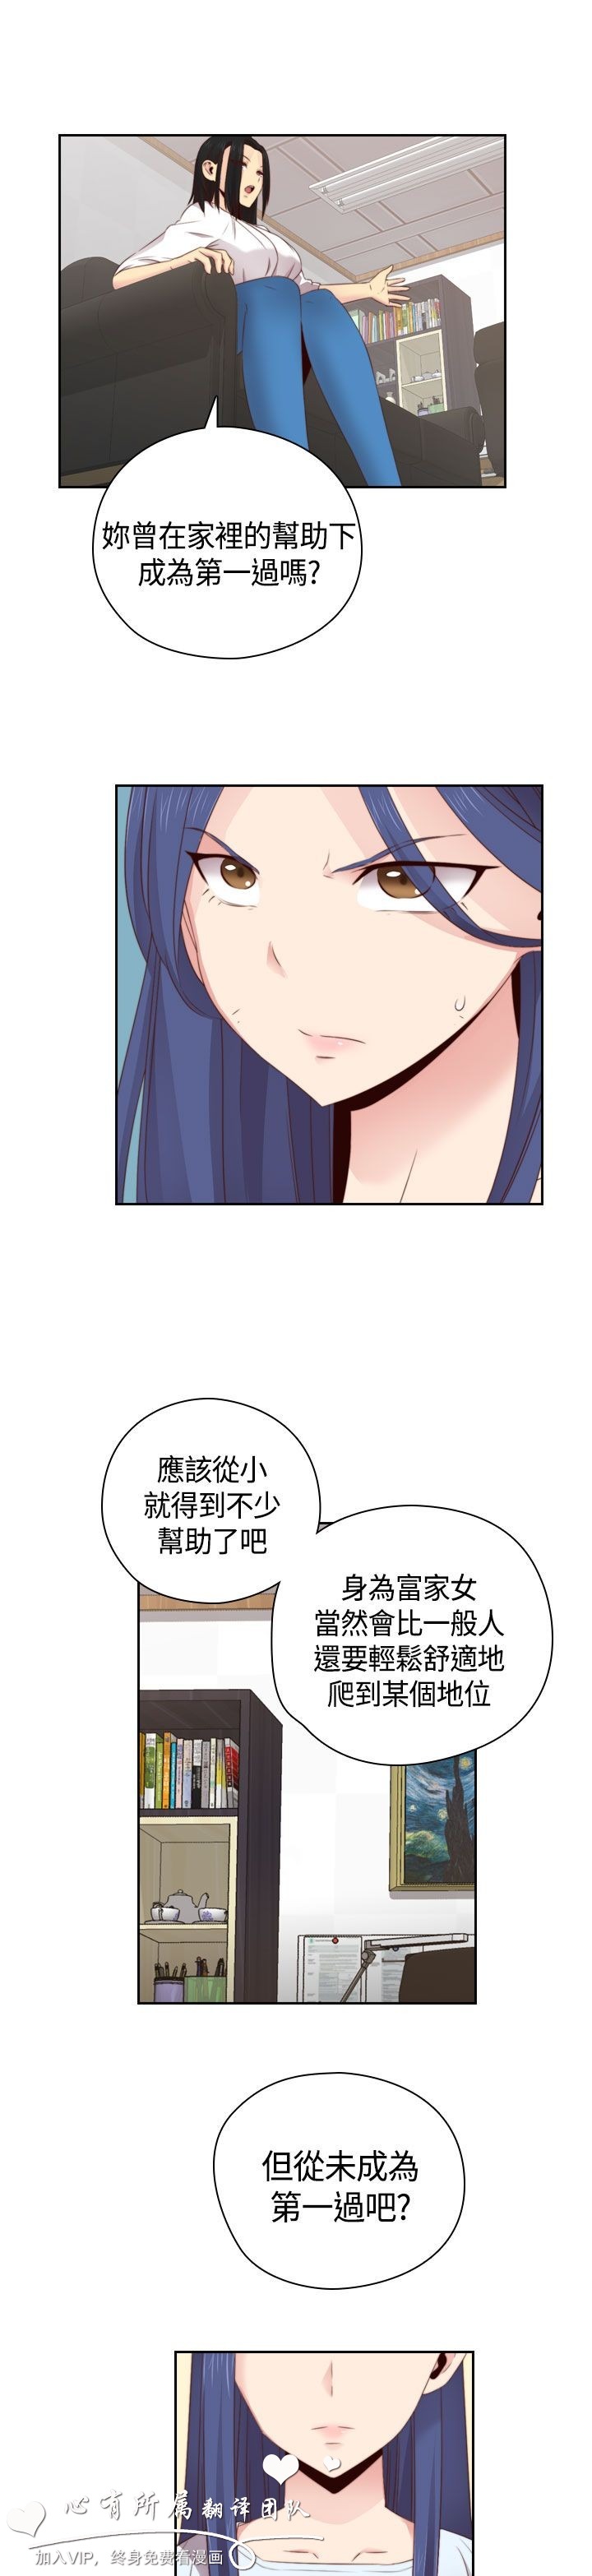 妳曾在家裡的幫助下
成為第一過嗎?
應該從小
就得到不少
幫助了吧
身為富家女
當然會比一般人
還要輕鬆舒適地
爬到某個地位
但從未成為
第一過吧?
心有所属翻译团队
加入VIP，终身免费看漫画